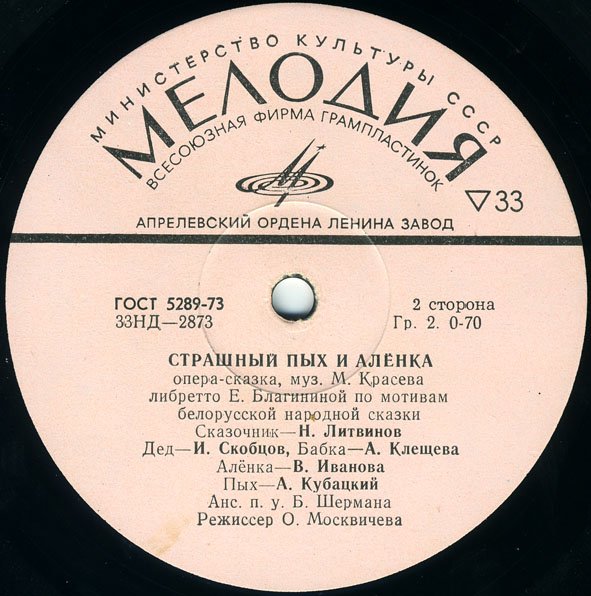 МИНИСТЕРСТВО КУЛЬТУРЫ СССР
МЕЛОДИЯ
ВСЕСОЮЗНАЯ ФИРМА ГРАМПЛАСТИНОК
▽33
АПРЕЛЕВСКИЙ ОРДЕНА ЛЕНИНА ЗАВОД
ГОСТ 5289-73
2 сторона
33НД—2873
Гр. 2. 0-70
СТРАШНЫЙ ПЫХ И АЛЁНКА
опера-сказка, муз. М. Красева
либретто Е. Благининой по мотивам
белорусской народной сказки
Сказочник—Н. Литвинов
Дед—И. Скобцов, Бабка—А. Клещева
Алёнка—В. Иванова
Пых—А. Кубацкий
Анс. п. у. Б. Шермана
Режиссер О. Москвичева